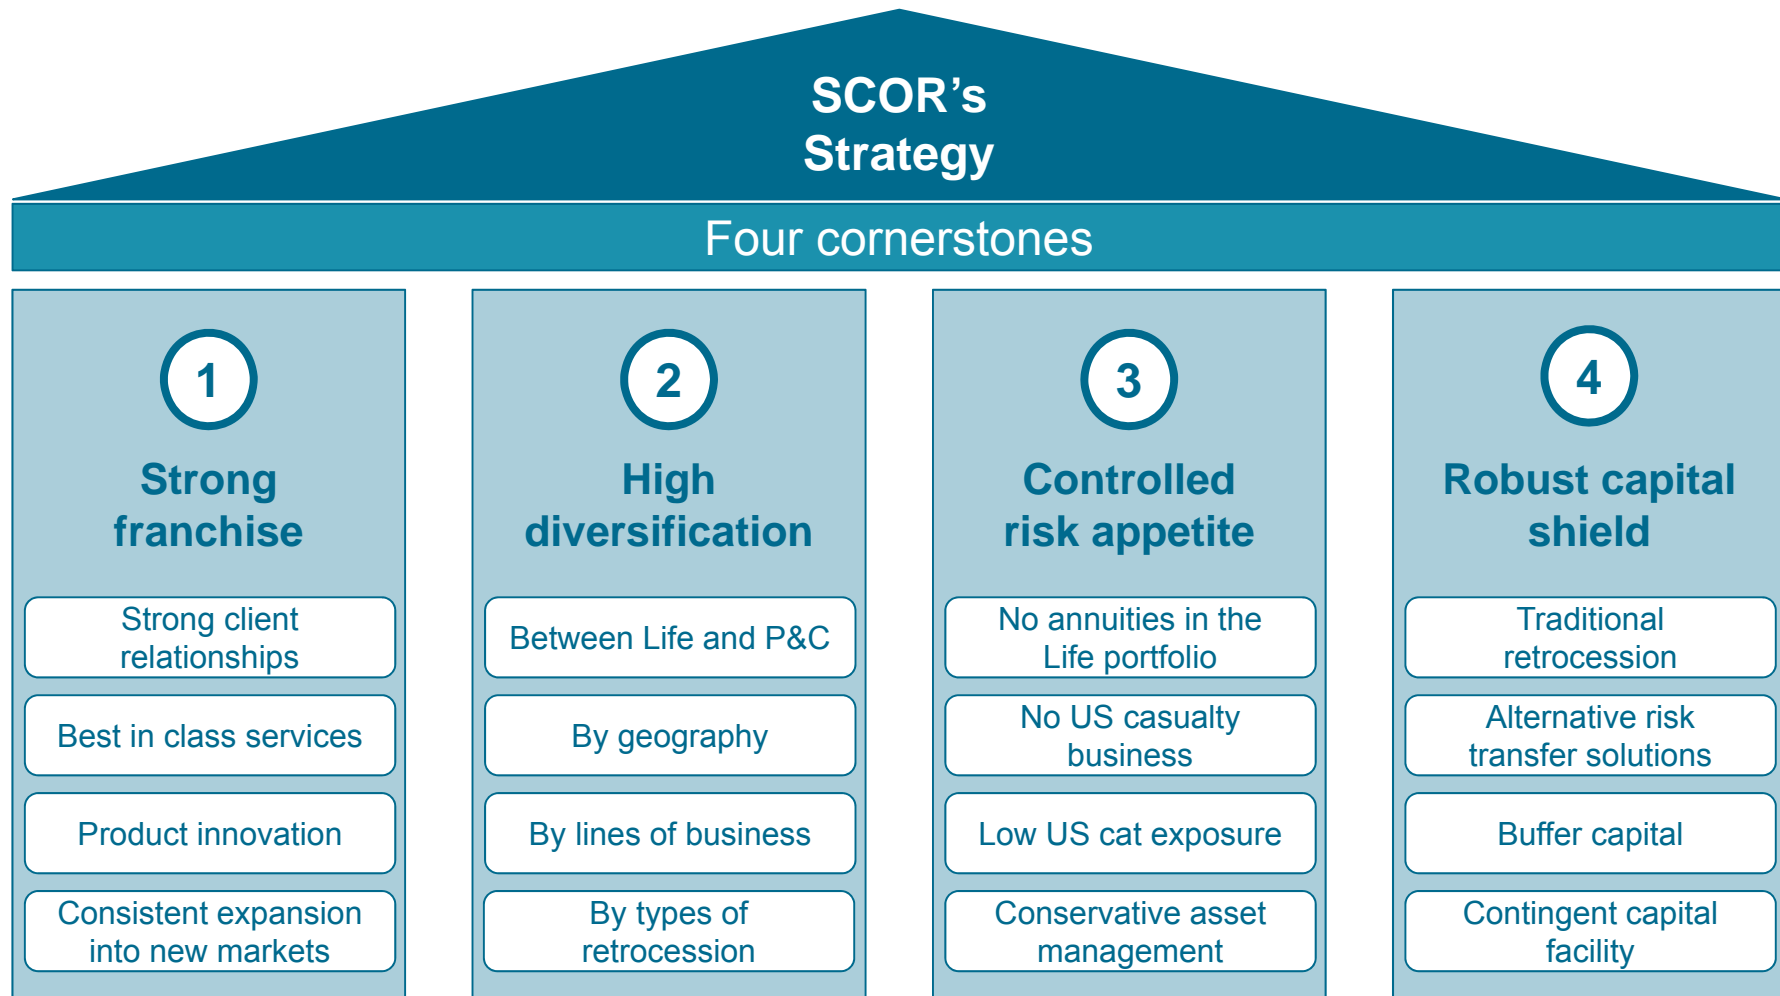 SCOR’s
Strategy
Four cornerstones
1
Strong
franchise
Strong client
relationships
Best in class services
Product innovation
Consistent expansion
into new markets
2
High
diversification
Between Life and P&C
By geography
By lines of business
By types of
retrocession
3
Controlled
risk appetite
No annuities in the
Life portfolio
No US casualty
business
Low US cat exposure
Conservative asset
management
4
Robust capital
shield
Traditional
retrocession
Alternative risk
transfer solutions
Buffer capital
Contingent capital
facility